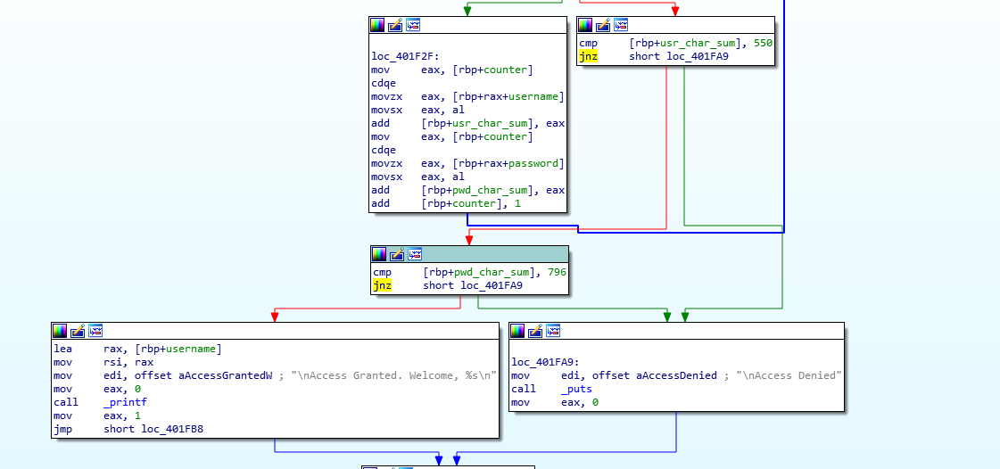 loc_401F2F:
mov eax, [rbp+counter]
cdqe
movzx eax, [rbp+rax+username]
movsx eax, al
add [rbp+usr_char_sum], eax
mov eax, [rbp+counter]
cdqe
movzx eax, [rbp+rax+password]
movsx eax, al
add [rbp+pwd_char_sum], eax
add [rbp+counter], 1
cmp [rbp+usr_char_sum], 550
jnz short loc_401FA9
cmp [rbp+pwd_char_sum], 796
jnz short loc_401FA9
lea rax, [rbp+username]
mov rsi, rax
mov edi, offset aAccessGrantedW ; "\nAccess Granted. Welcome, %s\n"
mov eax, 0
call _printf
mov eax, 1
jmp short loc_401FB8
loc_401FA9:
mov edi, offset aAccessDenied ; "\nAccess Denied"
call _puts
mov eax, 0